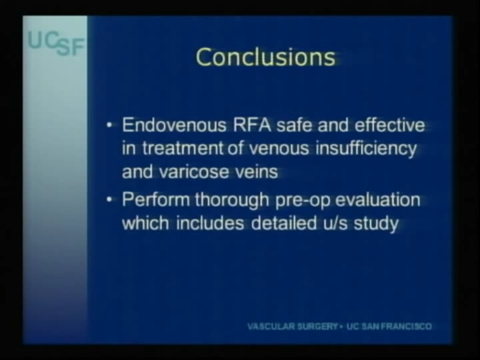 UCSF
Conclusions
• Endovenous RFA safe and effective
in treatment of venous insufficiency
and varicose veins
• Perform thorough pre-op evaluation
which includes detailed u/s study
VASCULAR SURGERY • UC SAN FRANCISCO